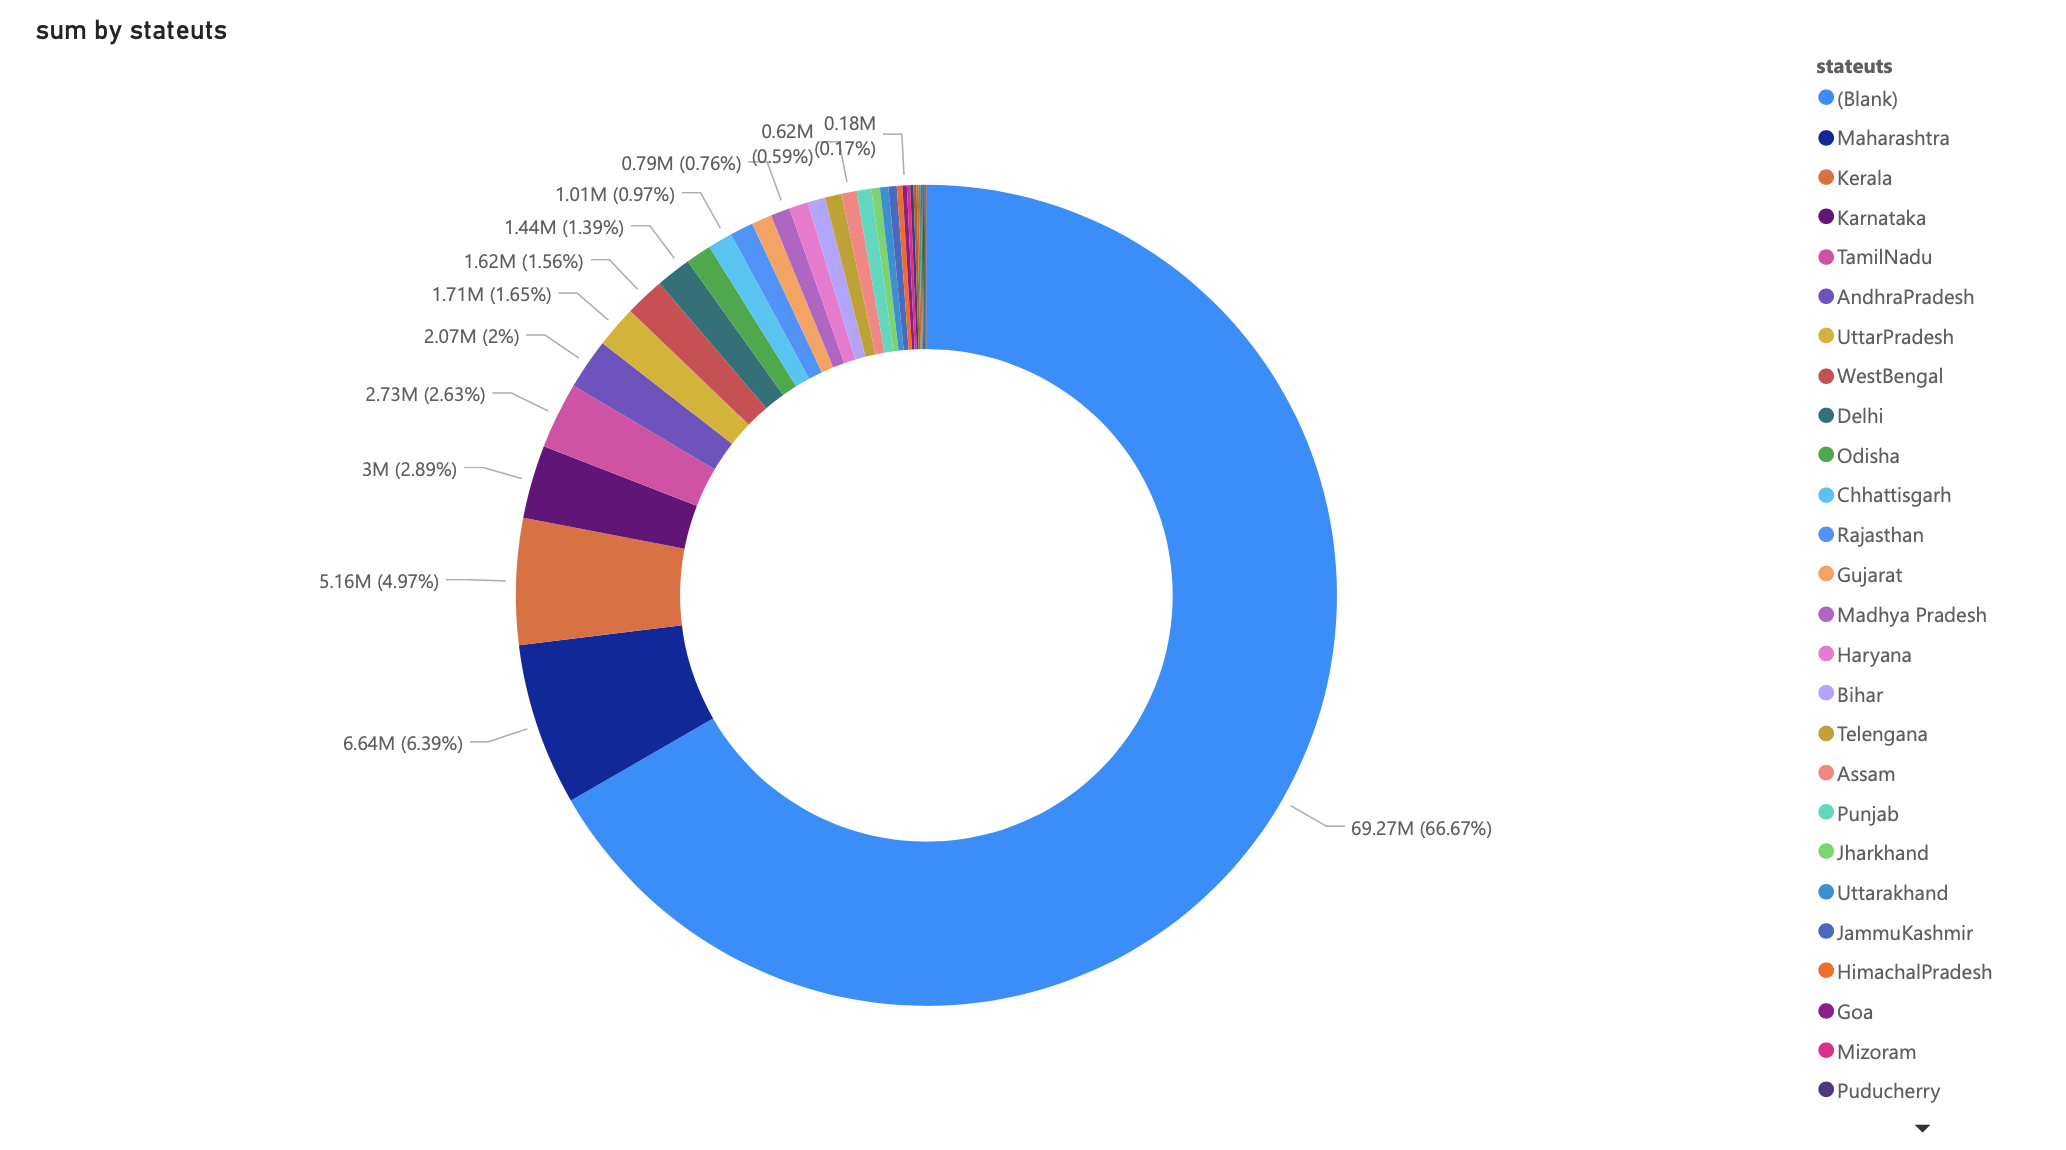 sum by stateuts
0.62M
(0.59%)
0.18M
(0.17%)
0.79M (0.76%)
1.01M (0.97%)
1.44M (1.39%)
1.62M (1.56%)
1.71M (1.65%)
2.07M (2%)
2.73M (2.63%)
3M (2.89%)
5.16M (4.97%)
6.64M (6.39%)
69.27M (66.67%)
stateuts
(Blank)
Maharashtra
Kerala
Karnataka
TamilNadu
AndhraPradesh
UttarPradesh
WestBengal
Delhi
Odisha
Chhattisgarh
Rajasthan
Gujarat
Madhya Pradesh
Haryana
Bihar
Telengana
Assam
Punjab
Jharkhand
Uttarakhand
JammuKashmir
HimachalPradesh
Goa
Mizoram
Puducherry